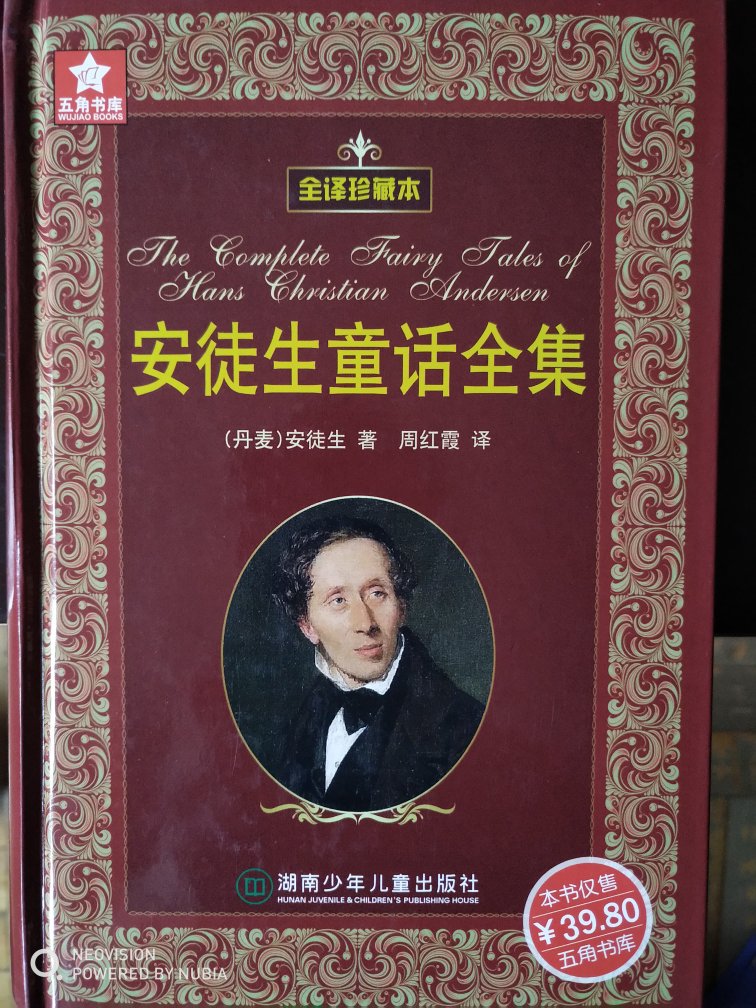 五角书库
WUJIAO BOOKS
全译珍藏本
The Complete Fairy Tales of
Hans Christian Andersen
安徒生童话全集
(丹麦)安徒生 著 周红霞 译
湖南少年儿童出版社
HUNAN JUVENILE & CHILDREN'S PUBLISHING HOUSE
本书仅售
¥39.80
五角书库
NEOVISION
POWERED BY NUBIA